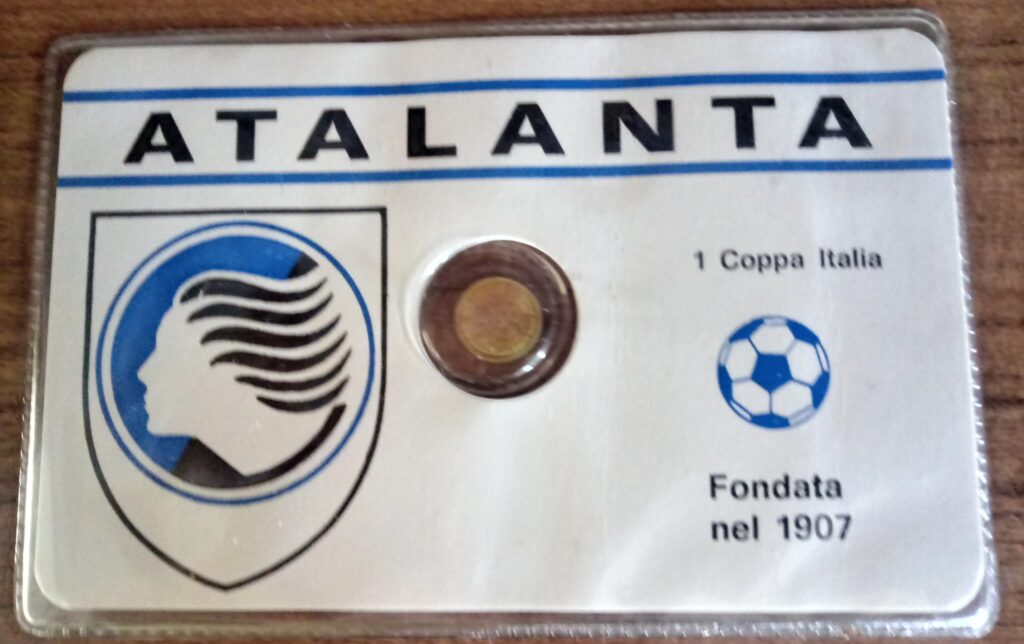 ATALANTA
1 Coppa Italia
Fondata
nel 1907